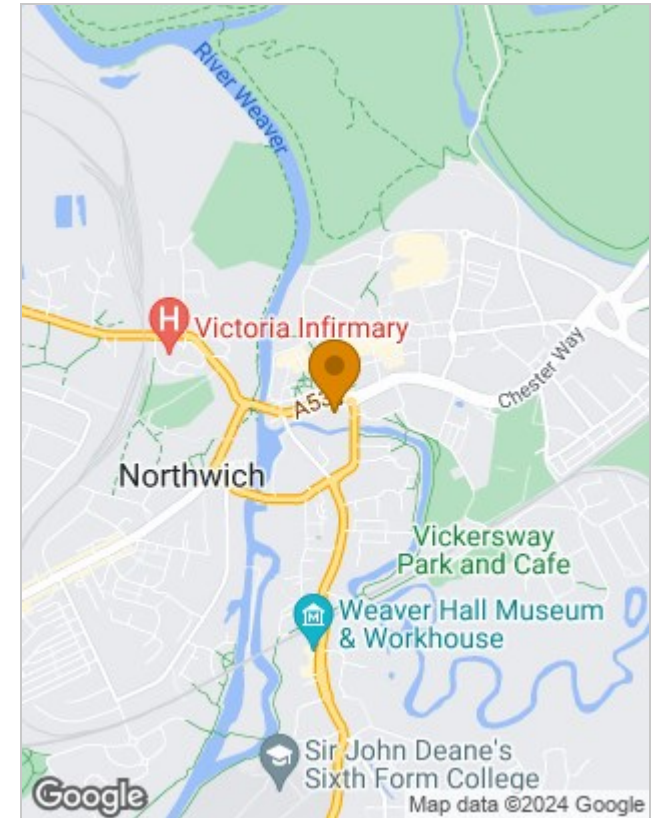 River Weaver
H
Victoria Infirmary
Chester Way
Northwich
Vickersway
Park and Cafe
M
Weaver Hall Museum
& Workhouse
Sir John Deane's
Sixth Form College
Google
Map data ©2024 Google